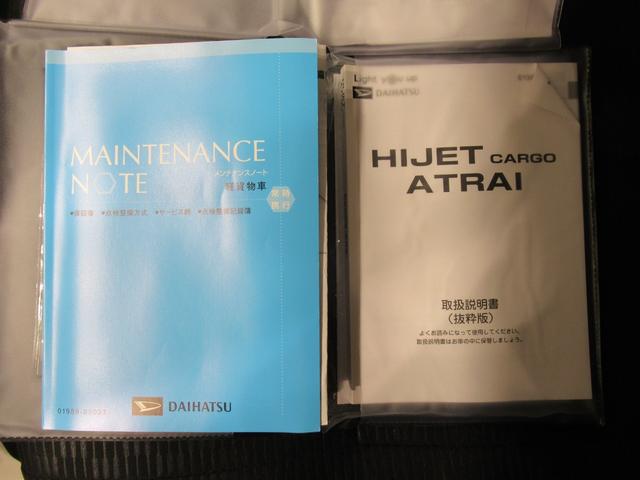 MAINTENANCE
NOTE
メンテナンスノート
軽貨物車
常時
携行
●保証書 ●点検整備方式 ●サービス網 ●点検整備記録簿
DAIHATSU
Light you up
DAIHATSU
HIJET CARGO
ATRAI
取扱説明書
（抜粋版）
よくお読みになって使用してください。
取扱説明書はお車の中に保管しましょう。